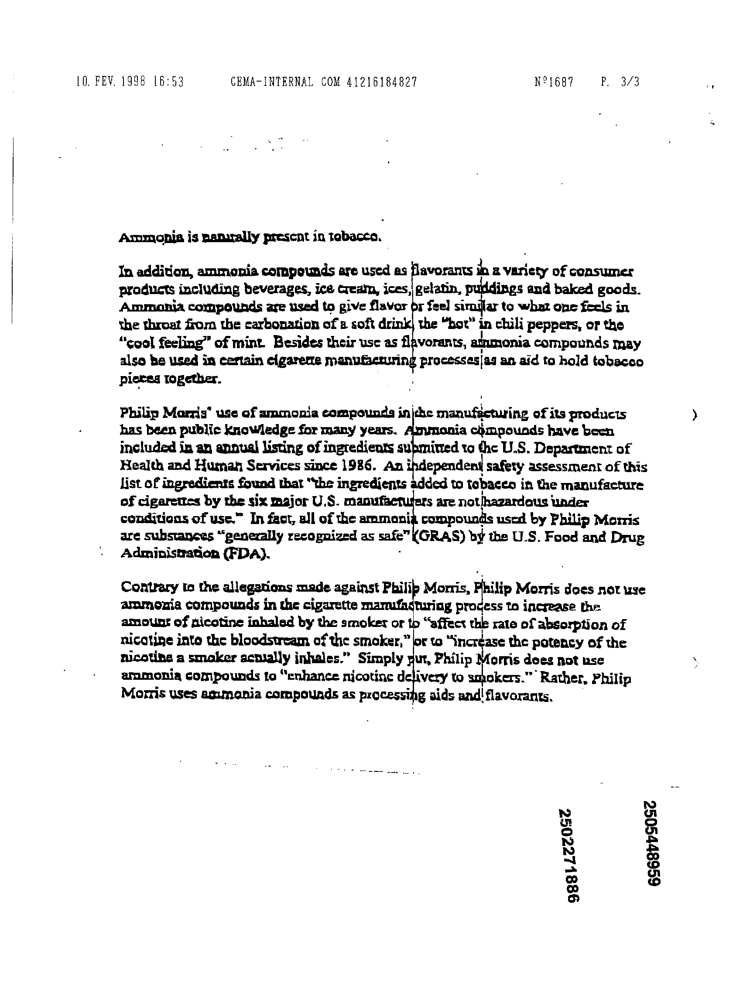 10. FEV. 1998 16:53 CEMA-INTERNAL COM 41216184827 Nº1687 P. 3/3
Ammonia is naturally present in tobacco.
In addition, ammonia compounds are used as flavorants in a variety of consumer
products including beverages, ice cream, ices, gelatin, puddings and baked goods.
Ammonia compounds are used to give flavor or feel similar to what one feels in
the throat from the carbonation of a soft drink, the "hot" in chili peppers, or the
"cool feeling" of mint. Besides their use as flavorants, ammonia compounds may
also be used in certain cigarette manufacturing processes as an aid to hold tobacco
pieces together.
Philip Morris' use of ammonia compounds in the manufacturing of its products
has been public knowledge for many years. Ammonia compounds have been
included in an annual listing of ingredients submitted to the U.S. Department of
Health and Human Services since 1986. An independent safety assessment of this
list of ingredients found that "the ingredients added to tobacco in the manufacture
of cigarettes by the six major U.S. manufacturers are not hazardous under
conditions of use." In fact, all of the ammonia compounds used by Philip Morris
are substances "generally recognized as safe" (GRAS) by the U.S. Food and Drug
Administration (FDA).
Contrary to the allegations made against Philip Morris, Philip Morris does not use
ammonia compounds in the cigarette manufacturing process to increase the
amount of nicotine inhaled by the smoker or to "affect the rate of absorption of
nicotine into the bloodstream of the smoker," or to "increase the potency of the
nicotine a smoker actually inhales." Simply put, Philip Morris does not use
ammonia compounds to "enhance nicotine delivery to smokers." Rather, Philip
Morris uses ammonia compounds as processing aids and flavorants.
2502271886
2505448959